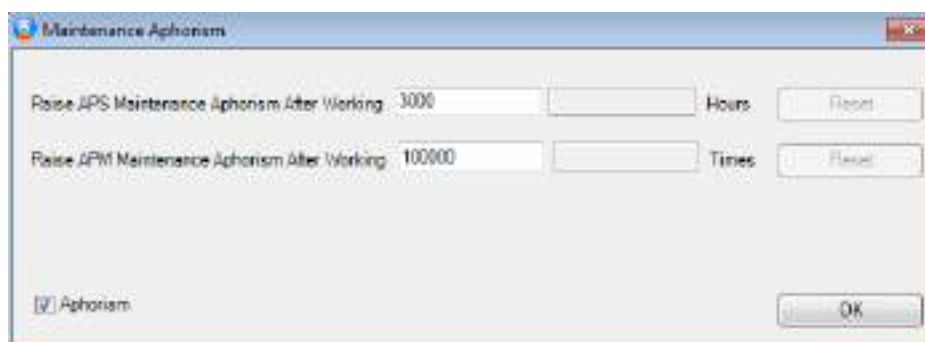 Maintenance Aphorism
Raise APS Maintenance Aphorism After Working 3000 Hours Reset
Raise APM Maintenance Aphorism After Working 100000 Times Reset
Aphorism OK